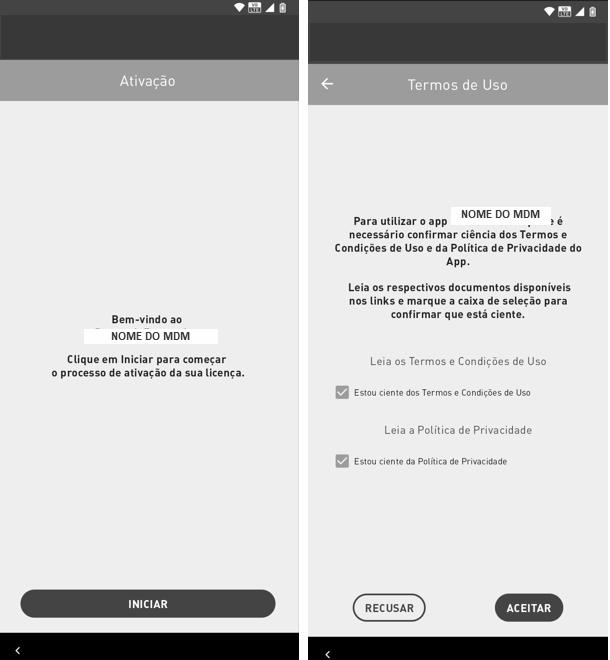 Ativação
Bem-vindo ao
NOME DO MDM
Clique em Iniciar para começar
o processo de ativação da sua licença.
INICIAR
Termos de Uso
Para utilizar o app NOME DO MDM e é
necessário confirmar ciência dos Termos e
Condições de Uso e da Política de Privacidade do
App.
Leia os respectivos documentos disponíveis
nos links e marque a caixa de seleção para
confirmar que está ciente.
Leia os Termos e Condições de Uso
Estou ciente dos Termos e Condições de Uso
Leia a Política de Privacidade
Estou ciente da Política de Privacidade
RECUSAR
ACEITAR